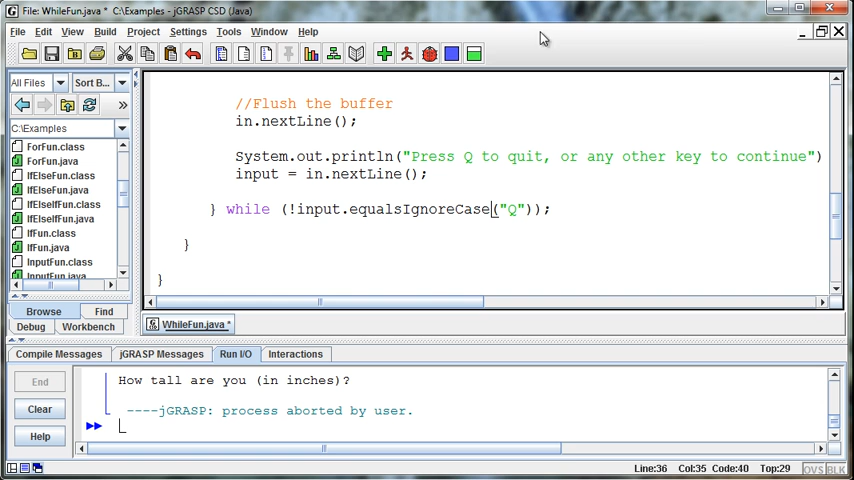 File: WhileFun.java * C:\Examples - jGRASP CSD (Java)
File Edit View Build Project Settings Tools Window Help
All Files Sort B...
C:\Examples
ForFun.class
ForFun.java
IfElseFun.class
IfElseFun.java
IfElseIfFun.class
IfElseIfFun.java
IfFun.class
IfFun.java
InputFun.class
InputFun.java
Browse Find
Debug Workbench
//Flush the buffer
in.nextLine();
System.out.println("Press Q to quit, or any other key to continue")
input = in.nextLine();
} while (!input.equalsIgnoreCase("Q"));
}
}
WhileFun.java *
Compile Messages jGRASP Messages Run I/O Interactions
End
Clear
Help
How tall are you (in inches)?
----jGRASP: process aborted by user.
Line:36 Col:35 Code:40 Top:29 OVS BLK